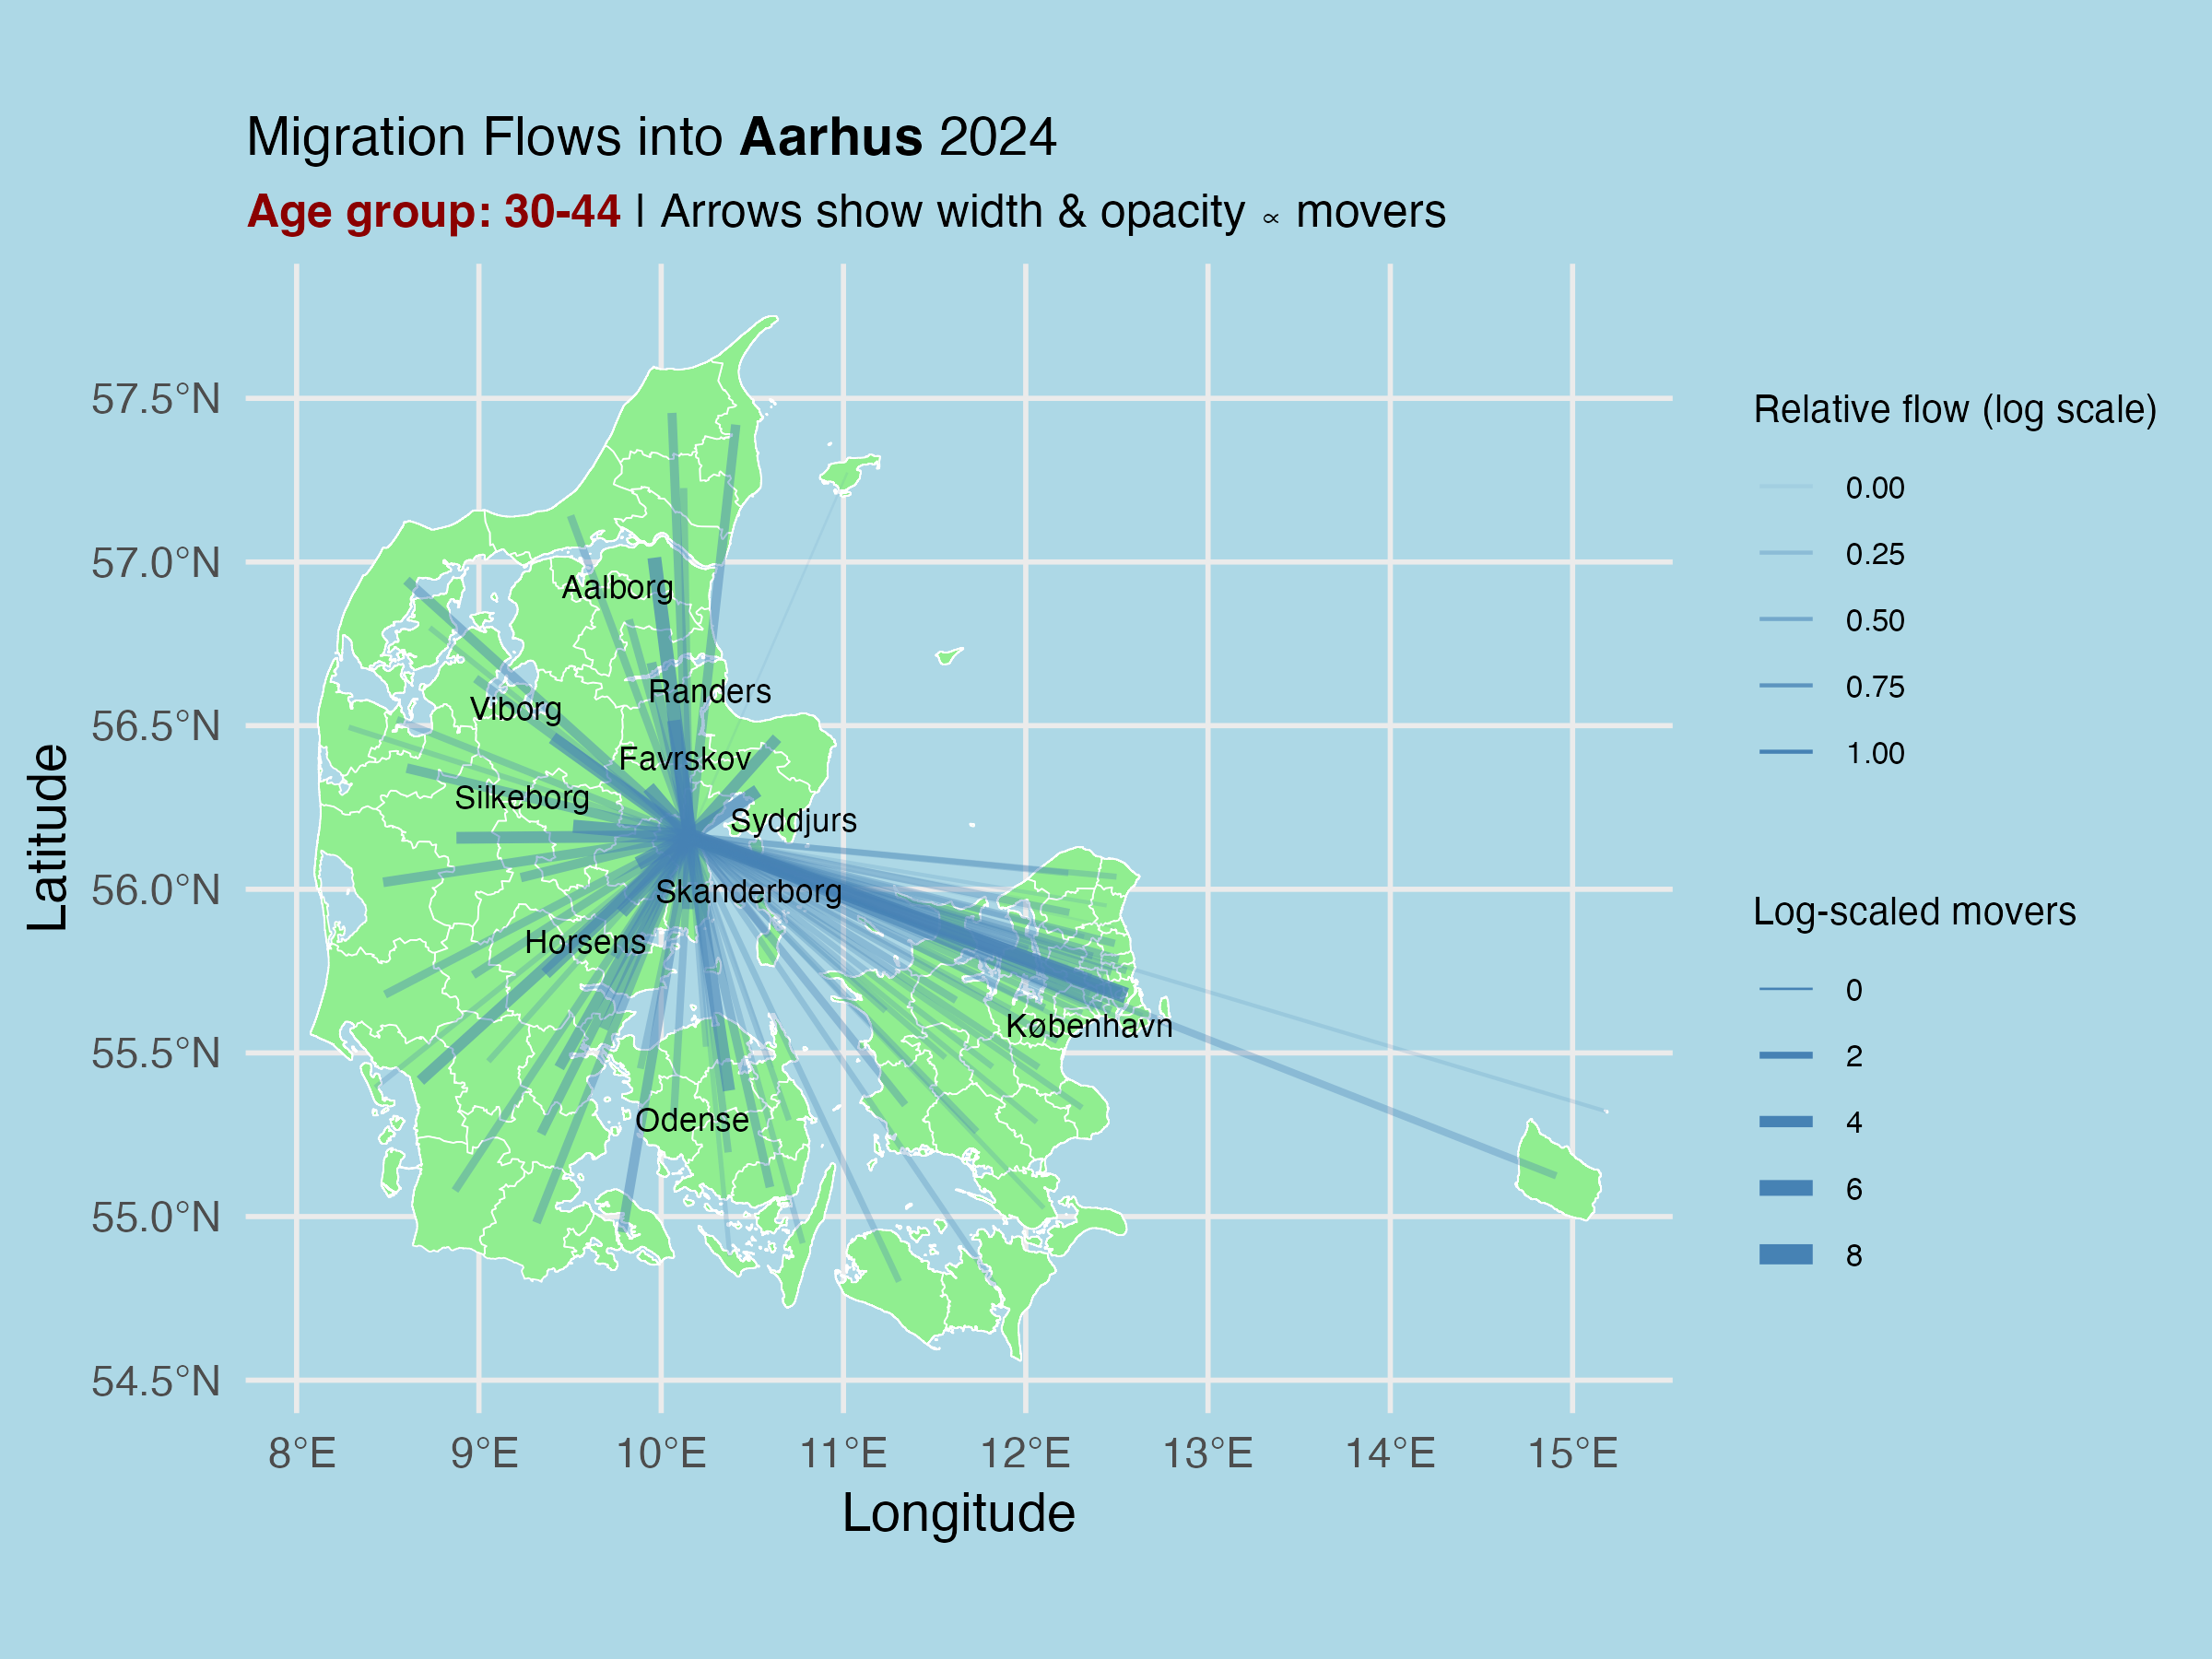 Migration Flows into Aarhus 2024
Age group: 30-44 | Arrows show width & opacity ∝ movers
57.5°N
57.0°N
56.5°N
56.0°N
55.5°N
55.0°N
54.5°N
Latitude
Aalborg
Randers
Viborg
Favrskov
Silkeborg
Syddjurs
Skanderborg
Horsens
København
Odense
8°E
9°E
10°E
11°E
12°E
13°E
14°E
15°E
Longitude
Relative flow (log scale)
0.00
0.25
0.50
0.75
1.00
Log-scaled movers
0
2
4
6
8